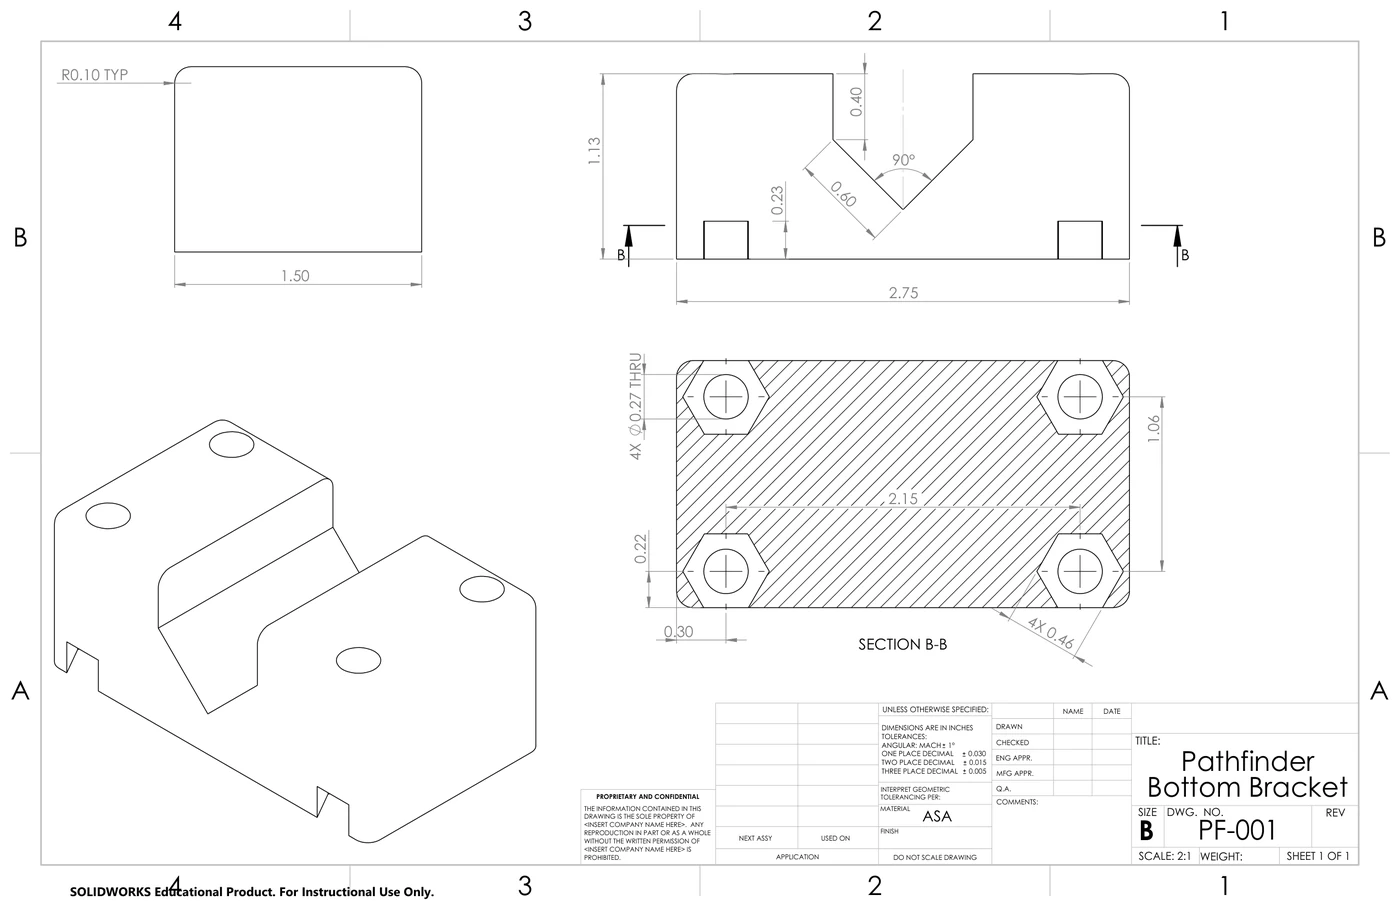 4 3 2 1
R0.10 TYP
1.50
B
1.13
0.40
90°
0.60
0.23
B B
2.75
B
4X ∅0.27 THRU
1.06
2.15
0.22
0.30
4X 0.46
SECTION B-B
A
A
UNLESS OTHERWISE SPECIFIED:
DIMENSIONS ARE IN INCHES
TOLERANCES:
ANGULAR: MACH± 1°
ONE PLACE DECIMAL ± 0.030
TWO PLACE DECIMAL ± 0.015
THREE PLACE DECIMAL ± 0.005
INTERPRET GEOMETRIC
TOLERANCING PER:
MATERIAL
ASA
FINISH
DO NOT SCALE DRAWING
NAME DATE
DRAWN
CHECKED
ENG APPR.
MFG APPR.
Q.A.
COMMENTS:
TITLE:
Pathfinder
Bottom Bracket
SIZE DWG. NO. REV
B PF-001
SCALE: 2:1 WEIGHT: SHEET 1 OF 1
PROPRIETARY AND CONFIDENTIAL
THE INFORMATION CONTAINED IN THIS
DRAWING IS THE SOLE PROPERTY OF
<INSERT COMPANY NAME HERE>. ANY
REPRODUCTION IN PART OR AS A WHOLE
WITHOUT THE WRITTEN PERMISSION OF
<INSERT COMPANY NAME HERE> IS
PROHIBITED.
NEXT ASSY USED ON
APPLICATION
4 3 2 1
SOLIDWORKS Educational Product. For Instructional Use Only.